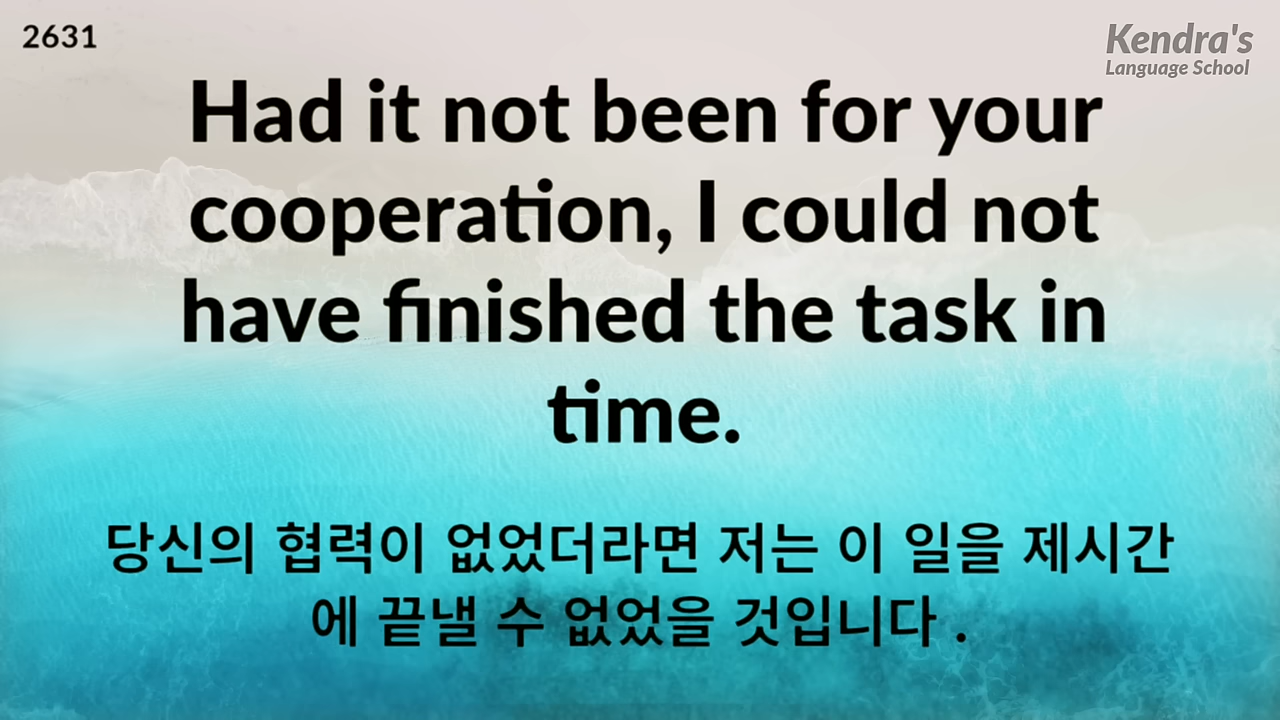 2631
Kendra's
Language School
Had it not been for your
cooperation, I could not
have finished the task in
time.
당신의 협력이 없었더라면 저는 이 일을 제시간
에 끝낼 수 없었을 것입니다 .